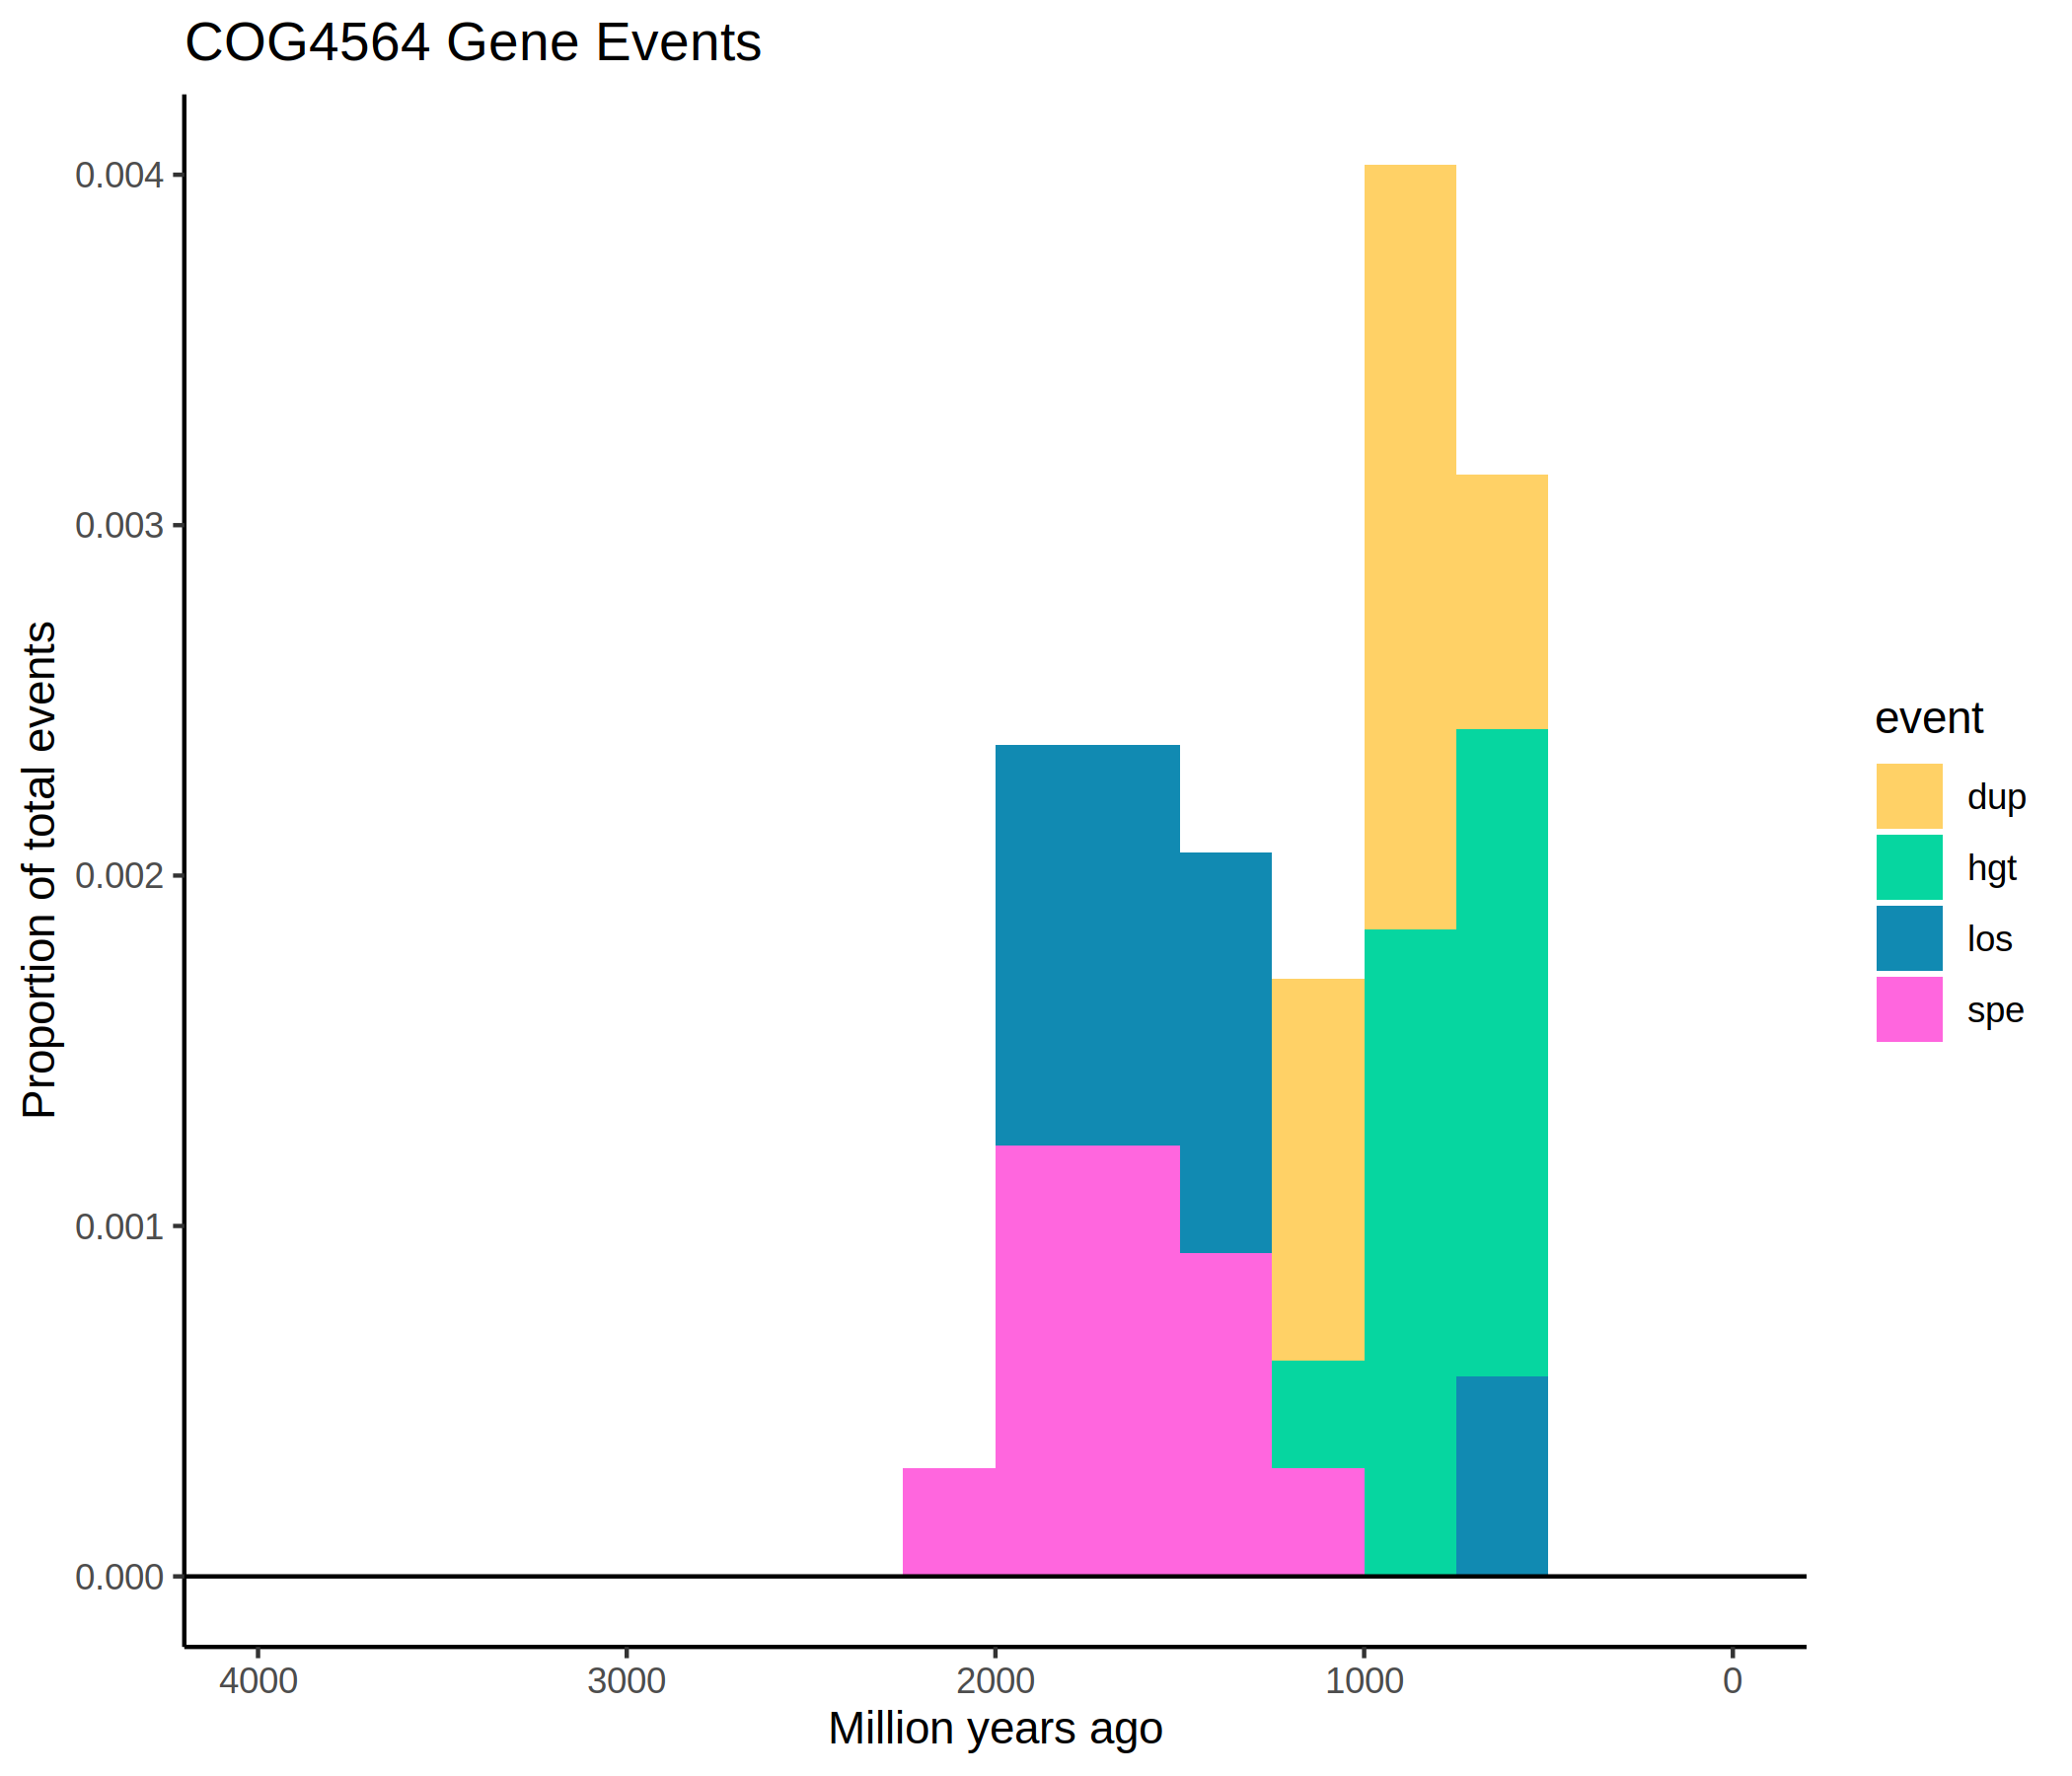 COG4564 Gene Events
Proportion of total events
0.004
0.003
0.002
0.001
0.000
4000 3000 2000 1000 0
Million years ago
event
dup
hgt
los
spe